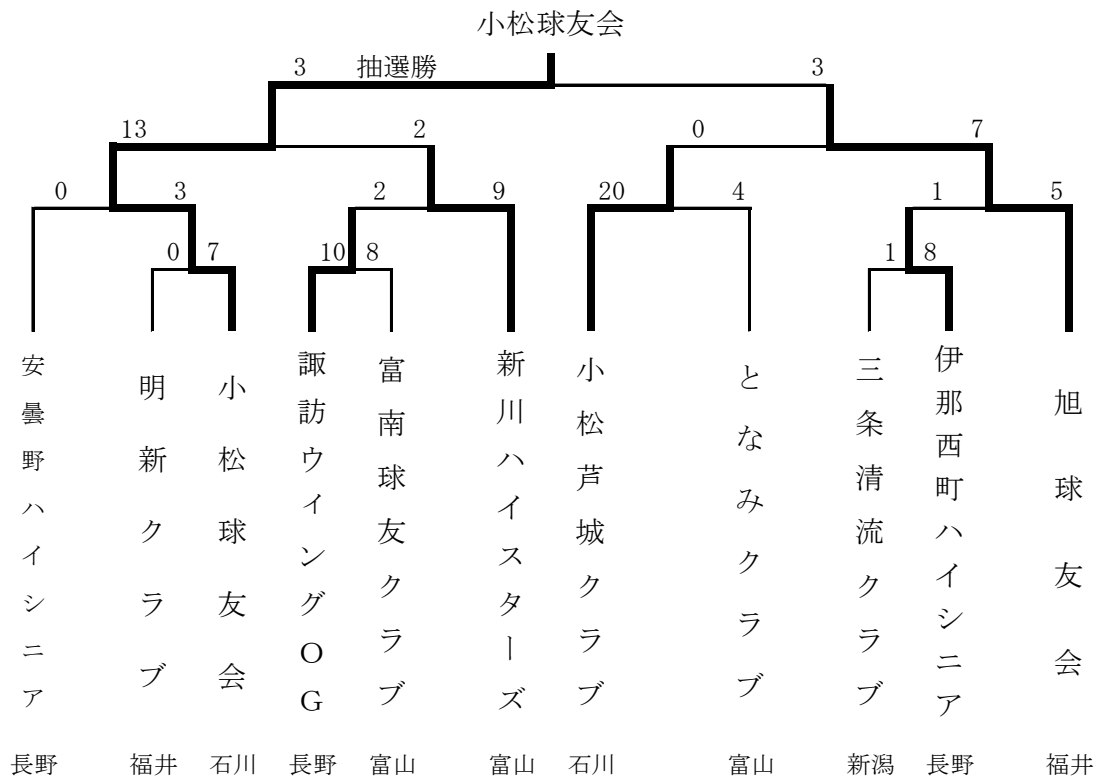 小松球友会
3 抽選勝 3
13 2 0 7
0 3 2 9 20 4 1 5
0 7 10 8 1 8
安曇野ハイシニア
明新クラブ
小松球友会
諏訪ウィングOG
富南球友クラブ
新川ハイスターズ
小松芦城クラブ
となみクラブ
三条清流クラブ
伊那西町ハイシニア
旭球友会
長野 福井 石川 長野 富山 富山 石川 富山 新潟 長野 福井